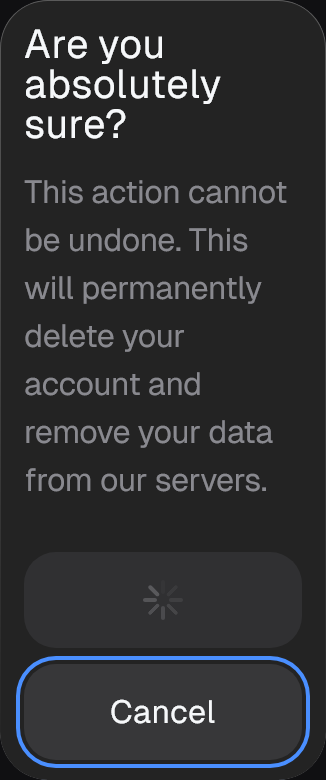 Are you
absolutely
sure?
This action cannot
be undone. This
will permanently
delete your
account and
remove your data
from our servers.
Cancel